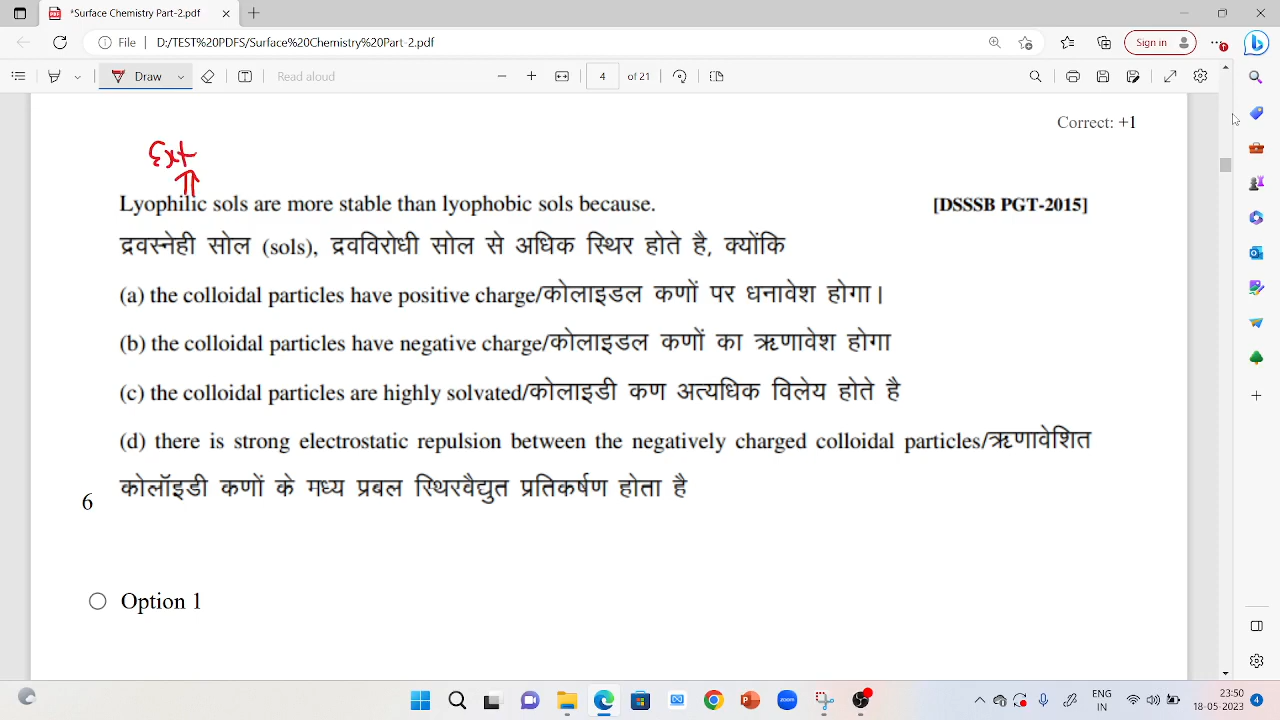 *Surface Chemistry Part-2.pdf
File D:/TEST%20PDFS/Surface%20Chemistry%20Part-2.pdf
Sign in
Draw Read aloud 4 of 21
Correct: +1
Ext
Lyophilic sols are more stable than lyophobic sols because. [DSSSB PGT-2015]
द्रवस्नेही सोल (sols), द्रवविरोधी सोल से अधिक स्थिर होते है, क्योंकि
(a) the colloidal particles have positive charge/कोलाइडल कणों पर धनावेश होगा।
(b) the colloidal particles have negative charge/कोलाइडल कणों का ऋणावेश होगा
(c) the colloidal particles are highly solvated/कोलाइडी कण अत्यधिक विलेय होते है
(d) there is strong electrostatic repulsion between the negatively charged colloidal particles/ऋणावेशित
कोलॉइडी कणों के मध्य प्रबल स्थिरवैद्युत प्रतिकर्षण होता है
6
Option 1
ENG 23:50
IN 18-05-2023 4